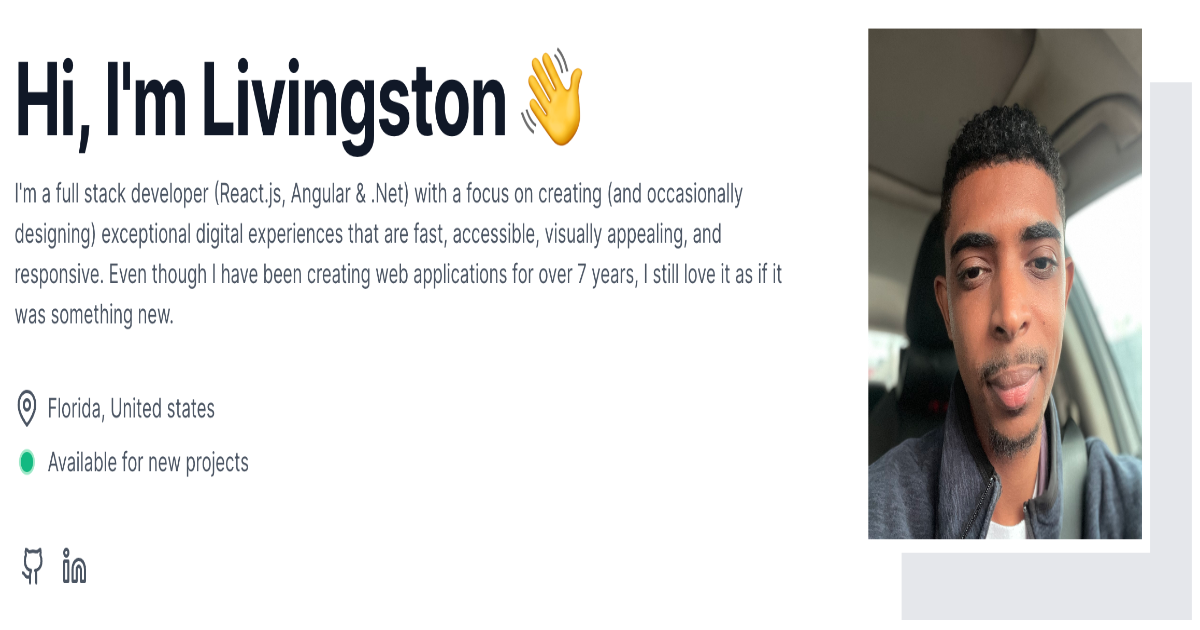 Hi, I'm Livingston 👋
I'm a full stack developer (React.js, Angular & .Net) with a focus on creating (and occasionally
designing) exceptional digital experiences that are fast, accessible, visually appealing, and
responsive. Even though I have been creating web applications for over 7 years, I still love it as if it
was something new.
Florida, United states
Available for new projects